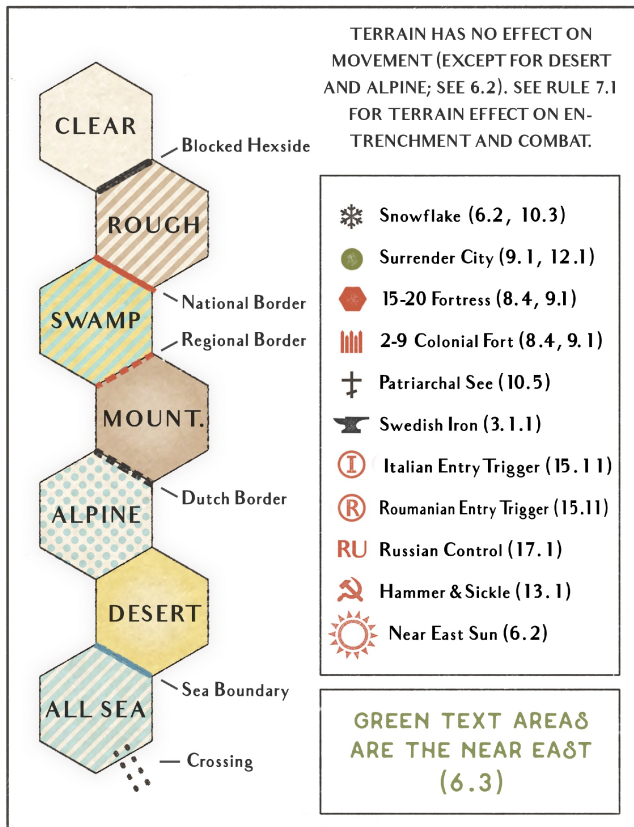 TERRAIN HAS NO EFFECT ON
MOVEMENT (EXCEPT FOR DESERT
AND ALPINE; SEE 6.2). SEE RULE 7.1
FOR TERRAIN EFFECT ON EN-
TRENCHMENT AND COMBAT.
CLEAR
Blocked Hexside
ROUGH
National Border
SWAMP
Regional Border
MOUNT.
Dutch Border
ALPINE
DESERT
Sea Boundary
ALL SEA
Crossing
Snowflake (6.2, 10.3)
Surrender City (9.1, 12.1)
15-20 Fortress (8.4, 9.1)
2-9 Colonial Fort (8.4, 9.1)
Patriarchal See (10.5)
Swedish Iron (3.1.1)
I Italian Entry Trigger (15.11)
R Roumanian Entry Trigger (15.11)
RU Russian Control (17.1)
Hammer & Sickle (13.1)
Near East Sun (6.2)
GREEN TEXT AREAS
ARE THE NEAR EAST
(6.3)